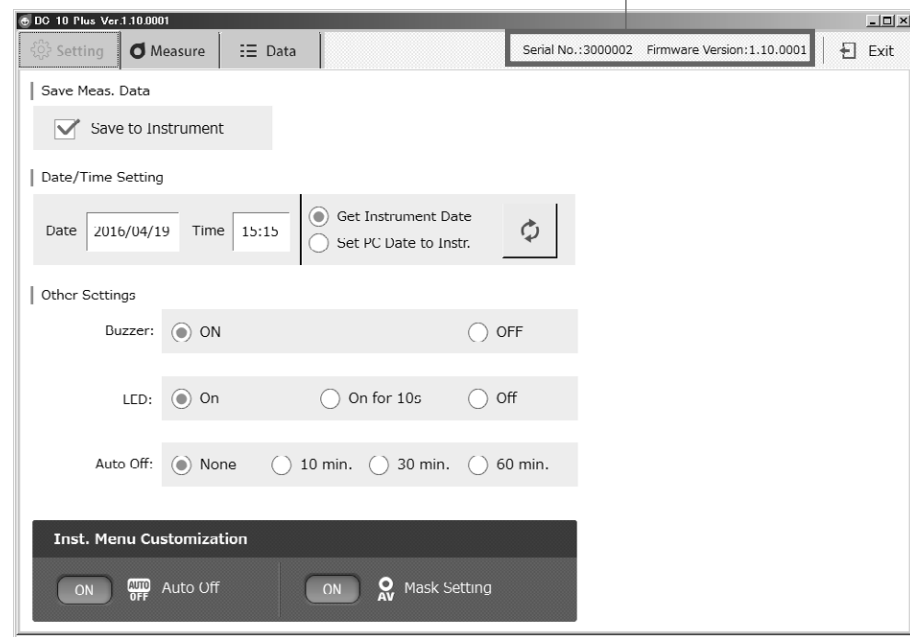 DC 10 Plus Ver.1.10.0001
Setting Measure Data Serial No.:3000002 Firmware Version:1.10.0001 Exit
Save Meas. Data
Save to Instrument
Date/Time Setting
Date 2016/04/19 Time 15:15 Get Instrument Date
Set PC Date to Instr.
Other Settings
Buzzer: ON OFF
LED: On On for 10s Off
Auto Off: None 10 min. 30 min. 60 min.
Inst. Menu Customization
ON AUTO OFF Auto Off ON AV Mask Setting